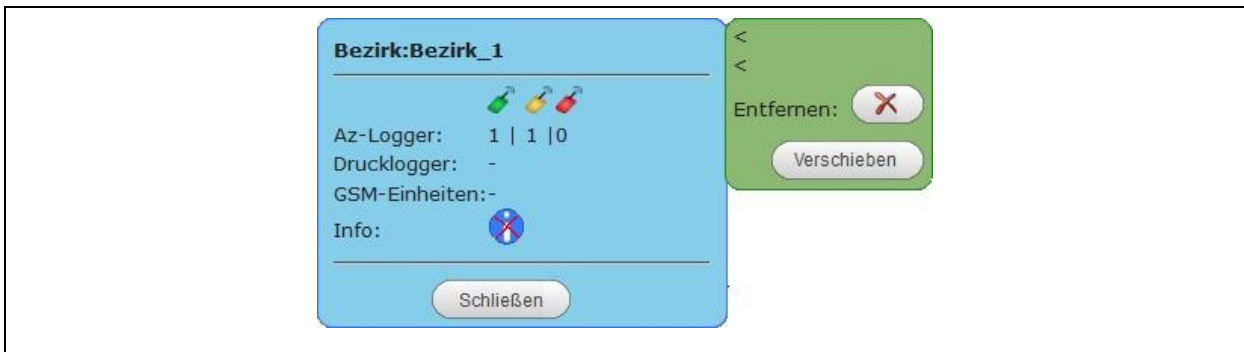 Bezirk:Bezirk_1
Az-Logger: 1 | 1 |0
Drucklogger: -
GSM-Einheiten:-
Info:
Schließen
<
<
Entfernen:
Verschieben